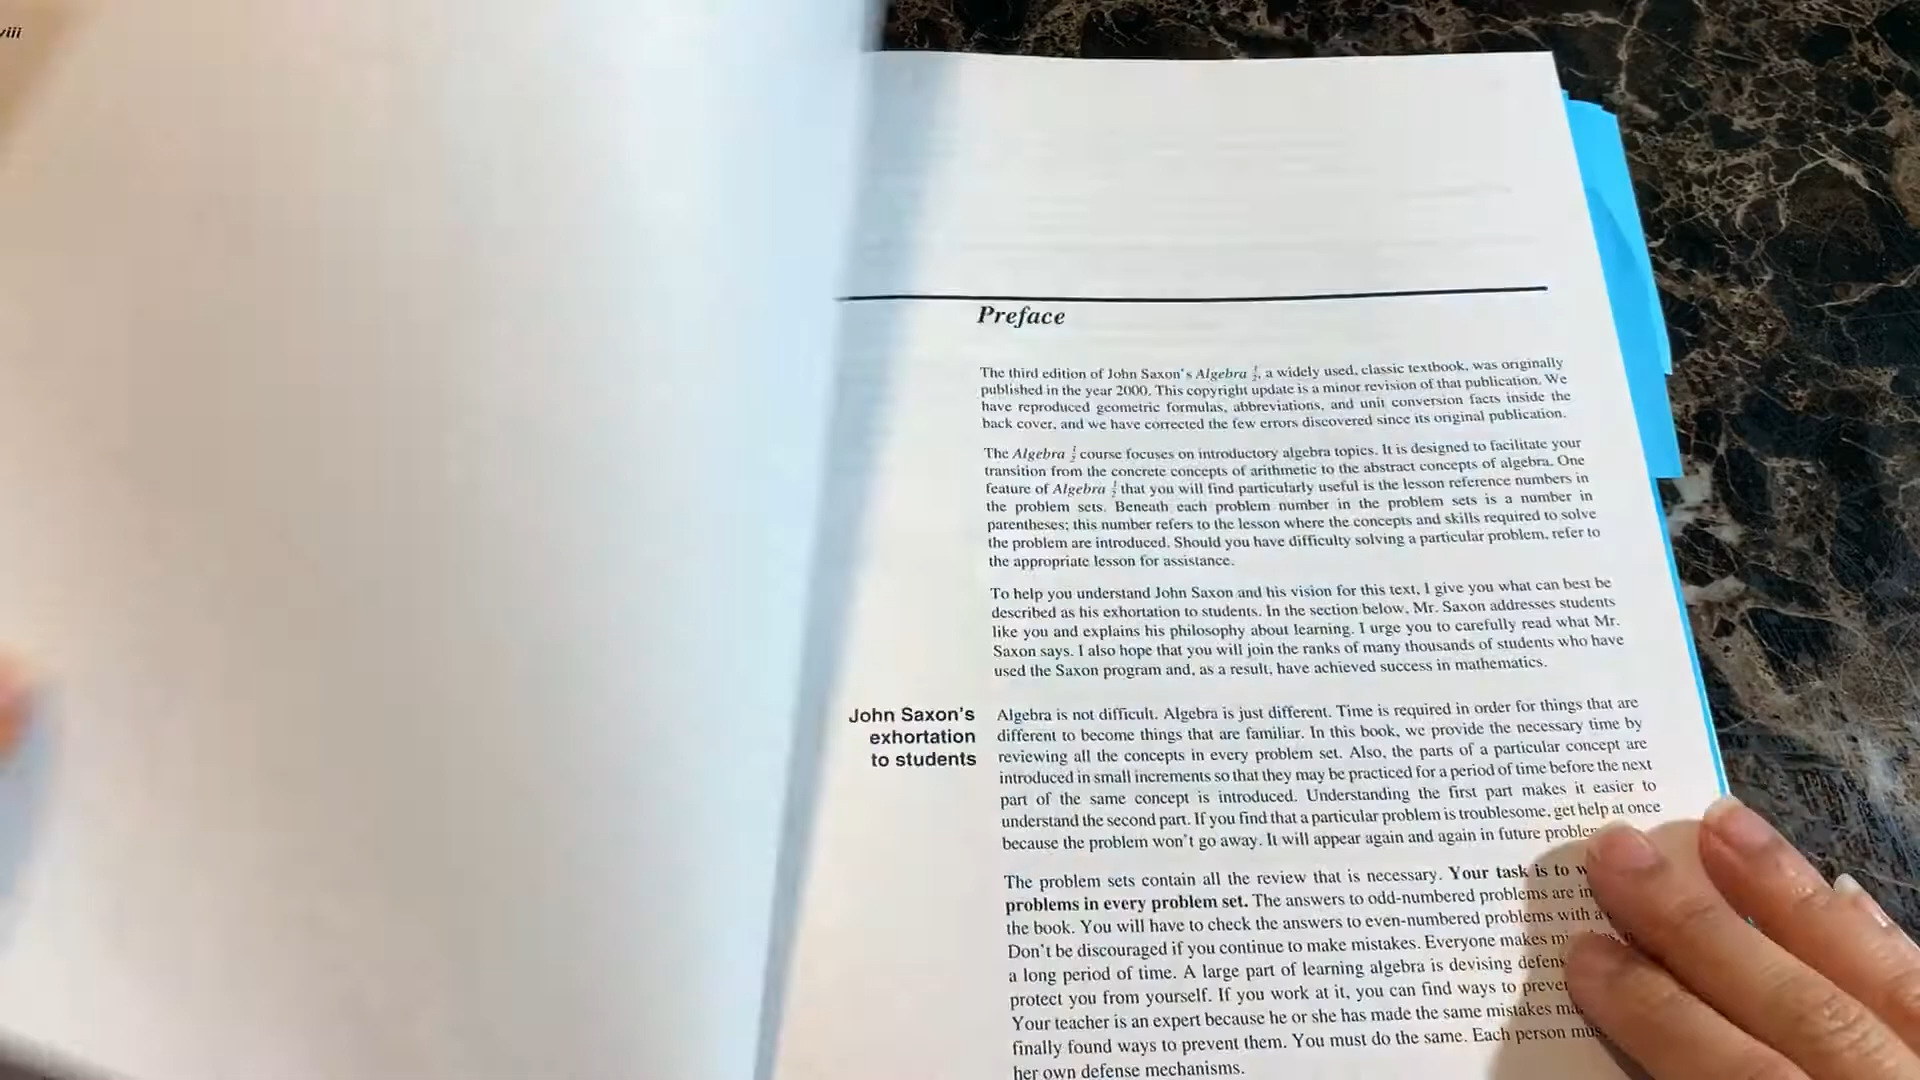 viii
Preface
The third edition of John Saxon's Algebra ½, a widely used, classic textbook, was originally
published in the year 2000. This copyright update is a minor revision of that publication. We
have reproduced geometric formulas, abbreviations, and unit conversion facts inside the
back cover, and we have corrected the few errors discovered since its original publication.
The Algebra ½ course focuses on introductory algebra topics. It is designed to facilitate your
transition from the concrete concepts of arithmetic to the abstract concepts of algebra. One
feature of Algebra ½ that you will find particularly useful is the lesson reference numbers in
the problem sets. Beneath each problem number in the problem sets is a number in
parentheses; this number refers to the lesson where the concepts and skills required to solve
the problem are introduced. Should you have difficulty solving a particular problem, refer to
the appropriate lesson for assistance.
To help you understand John Saxon and his vision for this text, I give you what can best be
described as his exhortation to students. In the section below, Mr. Saxon addresses students
like you and explains his philosophy about learning. I urge you to carefully read what Mr.
Saxon says. I also hope that you will join the ranks of many thousands of students who have
used the Saxon program and, as a result, have achieved success in mathematics.
John Saxon's
exhortation
to students
Algebra is not difficult. Algebra is just different. Time is required in order for things that are
different to become things that are familiar. In this book, we provide the necessary time by
reviewing all the concepts in every problem set. Also, the parts of a particular concept are
introduced in small increments so that they may be practiced for a period of time before the next
part of the same concept is introduced. Understanding the first part makes it easier to
understand the second part. If you find that a particular problem is troublesome, get help at once
because the problem won't go away. It will appear again and again in future
The problem sets contain all the review that is necessary. Your task is to
problems in every problem set. The answers to odd-numbered problems are in
the book. You will have to check the answers to even-numbered problems with a
Don't be discouraged if you continue to make mistakes. Everyone makes
a long period of time. A large part of learning algebra is devising
protect you from yourself. If you work at it, you can find ways to
Your teacher is an expert because he or she has made the same mistakes
finally found ways to prevent them. You must do the same. Each person
her own defense mechanisms.